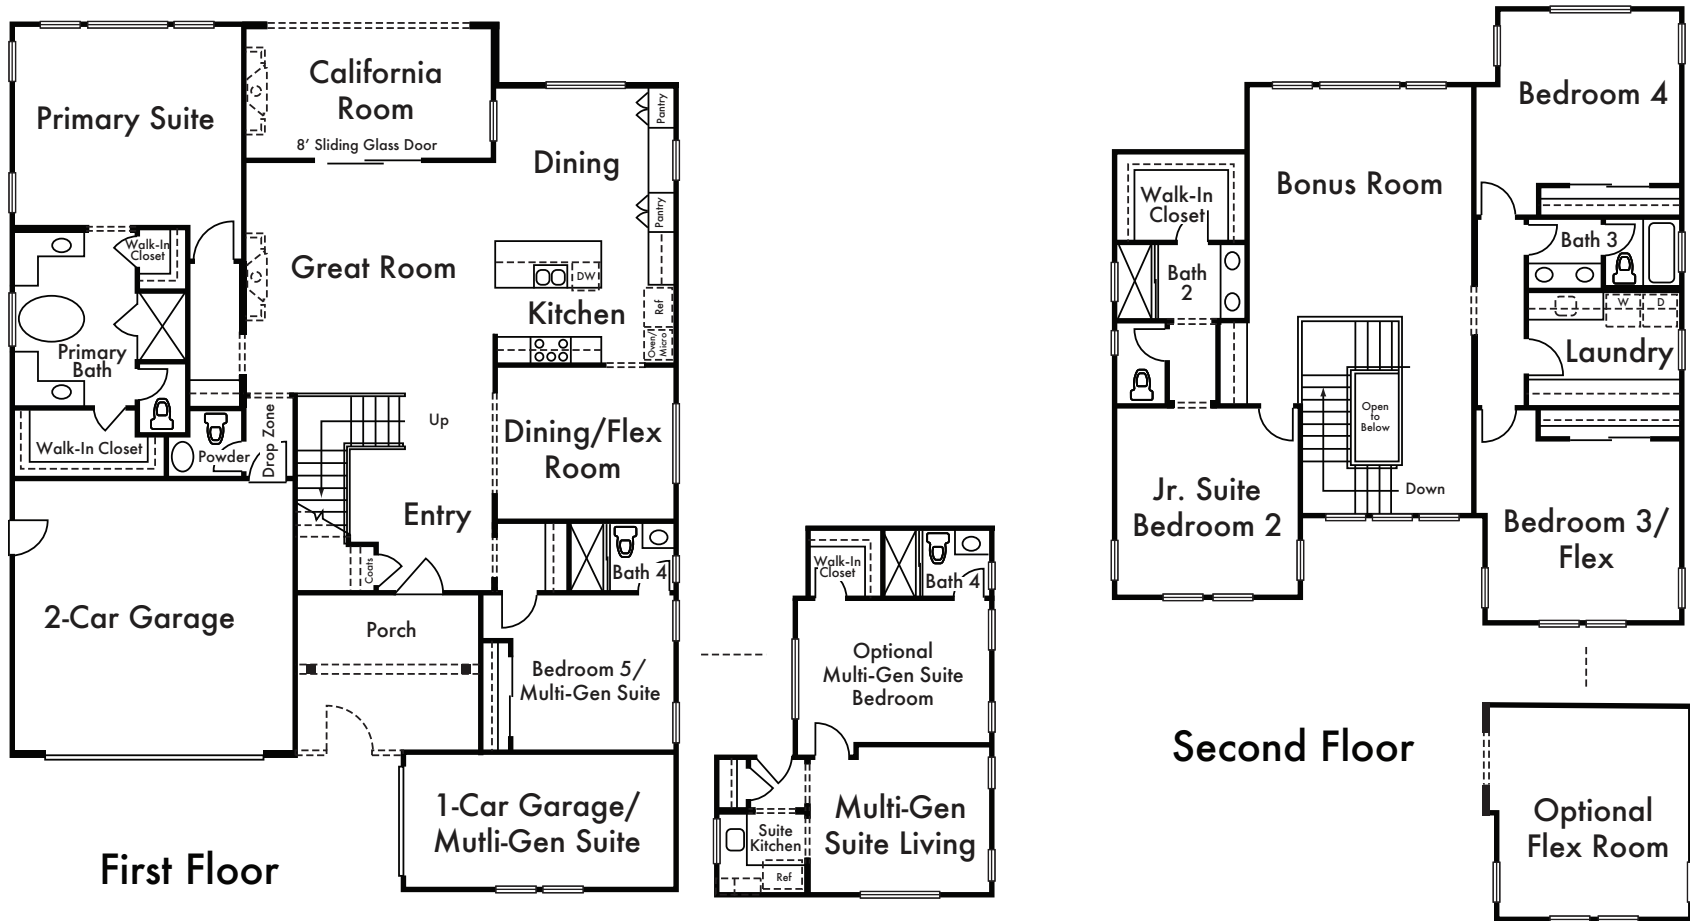 Primary Suite
California
Room
8’ Sliding Glass Door
Dining
Pantry
Pantry
Walk-In
Closet
Great Room
DW
Kitchen
Ref
Oven/
Micro
Primary
Bath
Walk-In Closet
Powder
Drop Zone
Up
Dining/Flex
Room
Entry
Coats
Bath 4
2-Car Garage
Porch
Bedroom 5/
Multi-Gen Suite
1-Car Garage/
Mutli-Gen Suite
First Floor
Walk-In
Closet
Bath 4
Optional
Multi-Gen Suite
Bedroom
Multi-Gen
Suite Living
Suite
Kitchen
Ref
Bedroom 4
Bonus Room
Walk-In
Closet
Bath
2
Bath 3
W
D
Laundry
Open
to
Below
Down
Jr. Suite
Bedroom 2
Bedroom 3/
Flex
Second Floor
Optional
Flex Room